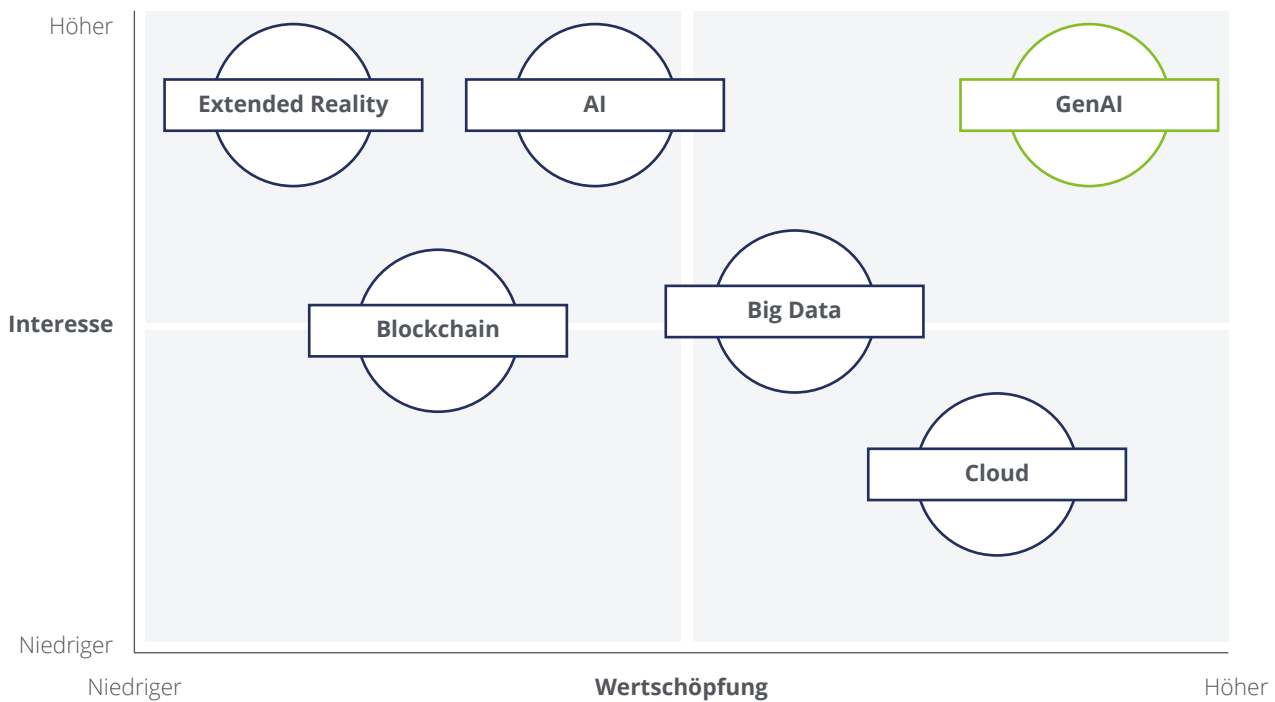 Höher
Extended Reality
AI
GenAI
Big Data
Interesse
Blockchain
Cloud
Niedriger
Niedriger
Wertschöpfung
Höher